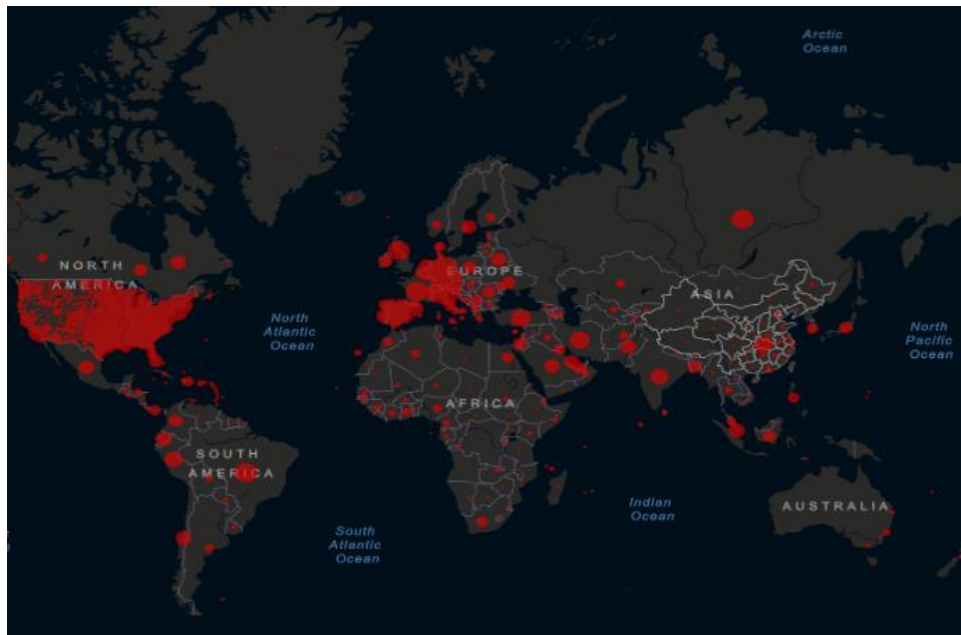 Arctic
Ocean
NORTH
AMERICA
EUROPE
ASIA
North
Atlantic
Ocean
North
Pacific
Ocean
AFRICA
SOUTH
AMERICA
Indian
Ocean
AUSTRALIA
South
Atlantic
Ocean